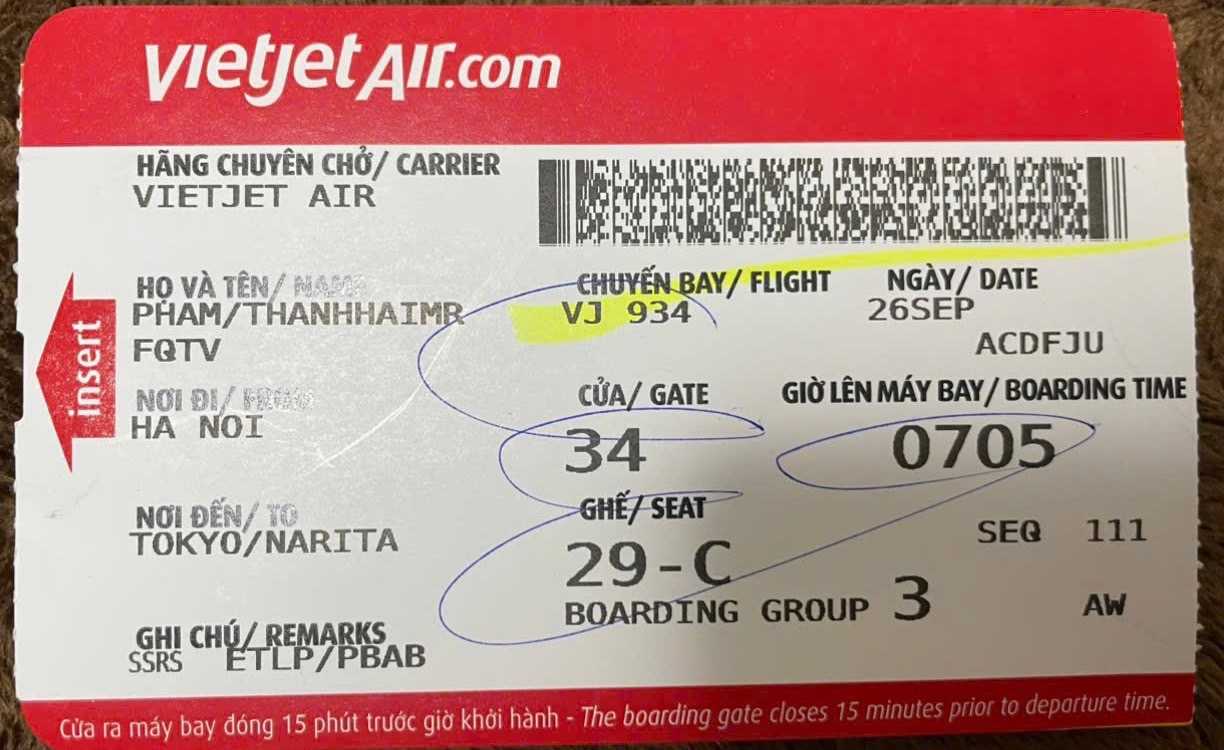 vietjet Air.com
HÃNG CHUYÊN CHỞ/ CARRIER
VIETJET AIR
HỌ VÀ TÊN/ NAME
PHAM/THANHHAIMR
FQTV
CHUYẾN BAY/ FLIGHT
VJ 934
NGÀY/ DATE
26SEP
ACDFJU
insert
NƠI ĐI/ FROM
HA NOI
CỬA/ GATE
34
GIỜ LÊN MÁY BAY/ BOARDING TIME
0705
NƠI ĐẾN/ TO
TOKYO/NARITA
GHẾ/ SEAT
29-C
SEQ 111
BOARDING GROUP 3
AW
GHI CHÚ/ REMARKS
SSRS ETLP/PBAB
Cửa ra máy bay đóng 15 phút trước giờ khởi hành - The boarding gate closes 15 minutes prior to departure time.